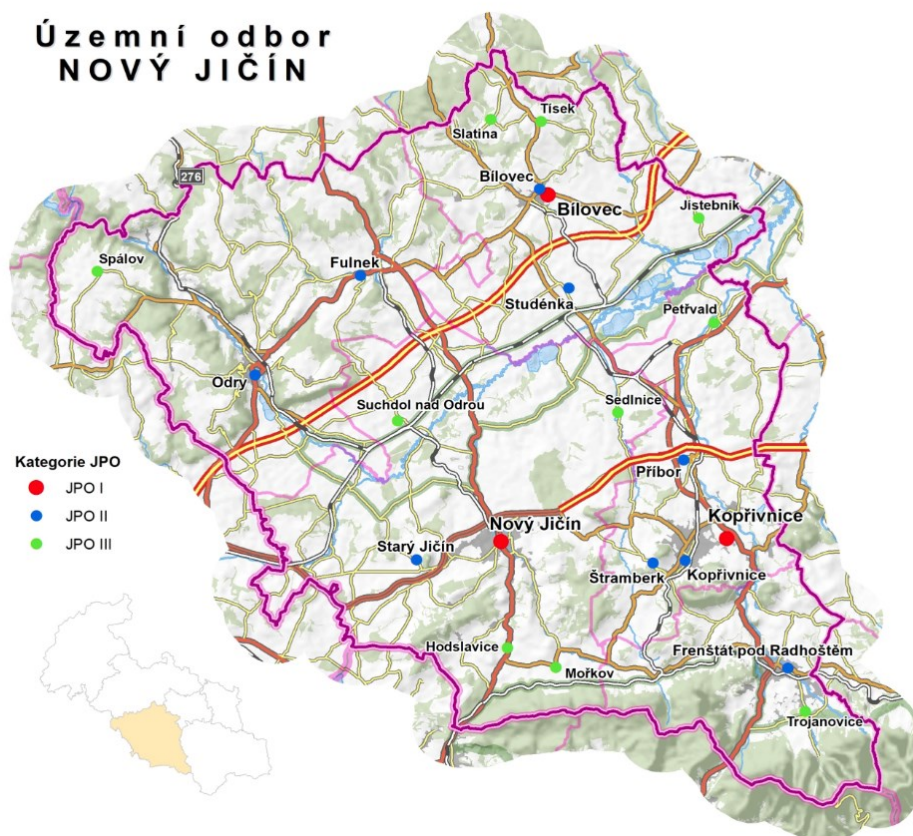 Územní odbor
NOVÝ JIČÍN
Tisek
Slatina
276
Bílovec
Bílovec
Jistebník
Spálov
Fulnek
Studénka
Petřvald
Odry
Suchdol nad Odrou
Sedlnice
Kategorie JPO
JPO I
JPO II
JPO III
Příbor
Nový Jičín
Kopřivnice
Starý Jičín
Štramberk
Kopřivnice
Hodslavice
Mořkov
Frenštát pod Radhoštěm
Trojanovice